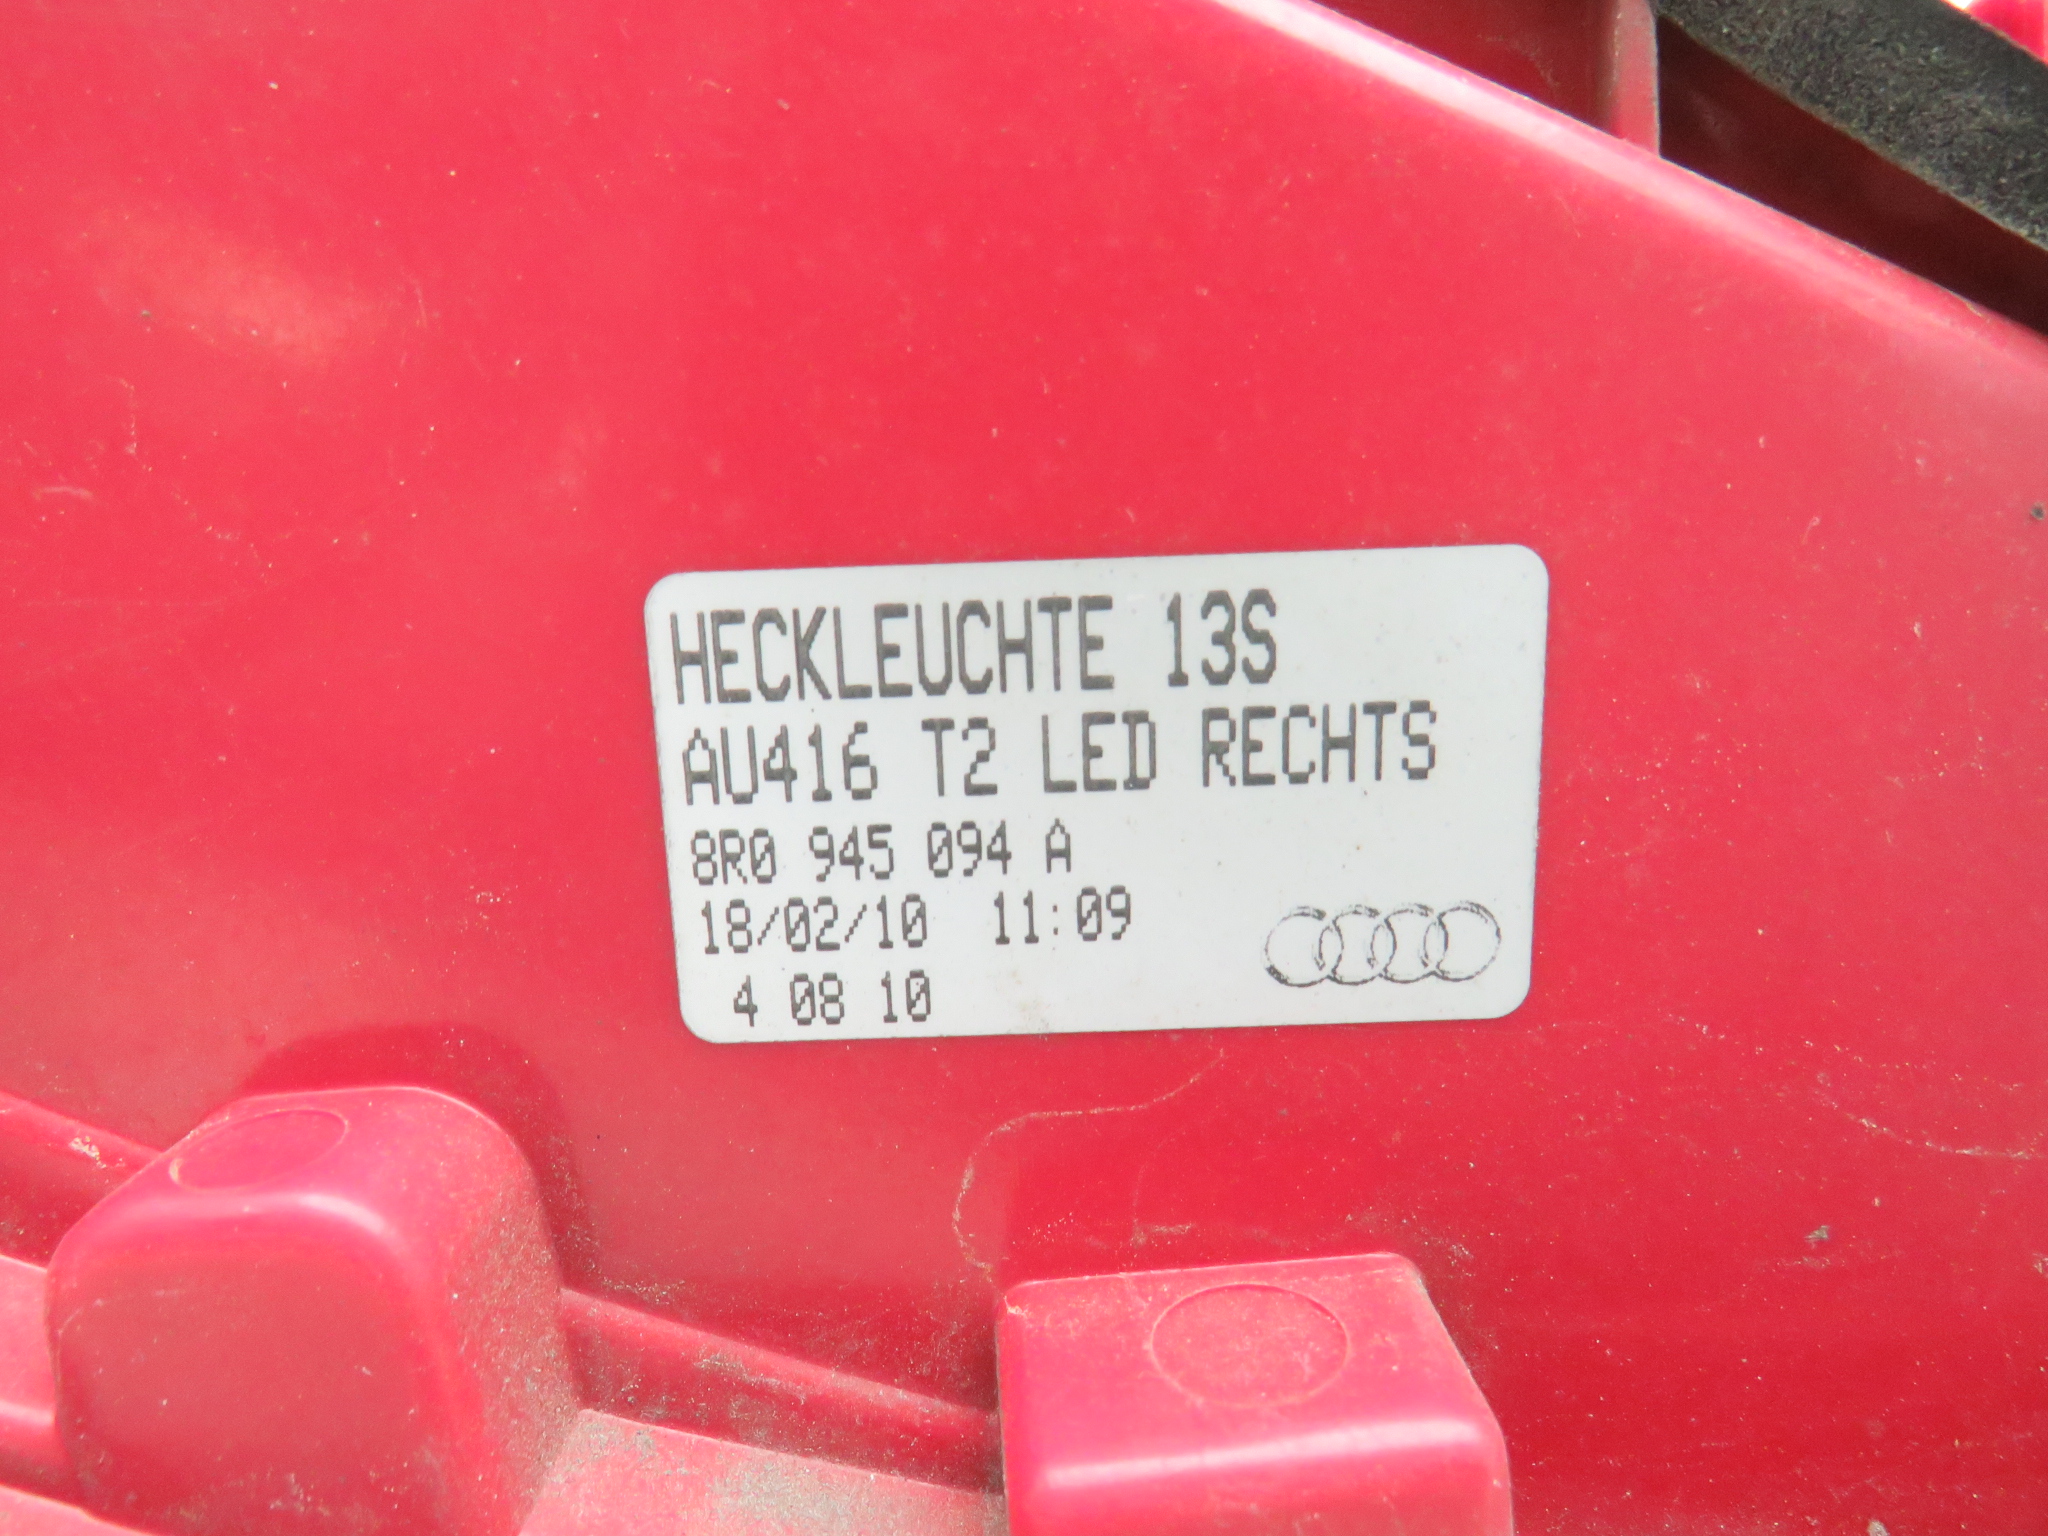 HECKLEUCHTE 13S
AU416 T2 LED RECHTS
8R0 945 094 A
18/02/10 11:09
4 08 10